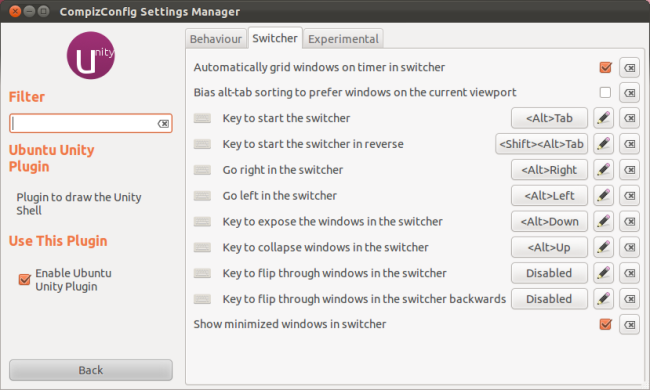 CompizConfig Settings Manager
Unity
Filter
Ubuntu Unity
Plugin
Plugin to draw the Unity
Shell
Use This Plugin
Enable Ubuntu
Unity Plugin
Back
Behaviour Switcher Experimental
Automatically grid windows on timer in switcher
Bias alt-tab sorting to prefer windows on the current viewport
Key to start the switcher <Alt>Tab
Key to start the switcher in reverse <Shift><Alt>Tab
Go right in the switcher <Alt>Right
Go left in the switcher <Alt>Left
Key to expose the windows in the switcher <Alt>Down
Key to collapse windows in the switcher <Alt>Up
Key to flip through windows in the switcher Disabled
Key to flip through windows in the switcher backwards Disabled
Show minimized windows in switcher